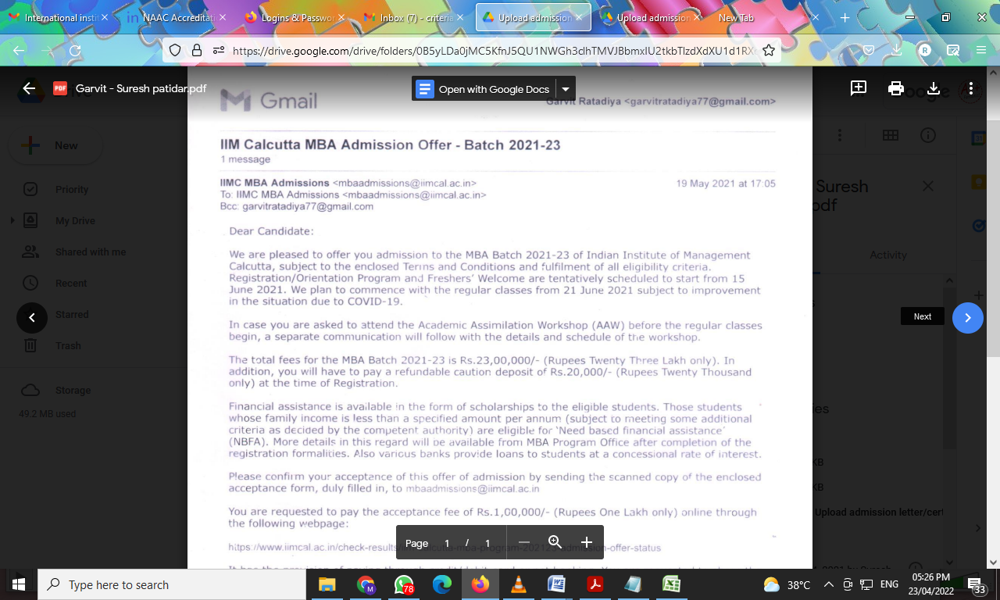 International insti
NAAC Accreditati
Logins & Passwor
Inbox (7) - criteria
Upload admission
Upload admission
New Tab
https://drive.google.com/drive/folders/0B5yLDa0jMC5KfnJ5QU1NWGh3dlhTMVJBbmxIU2tkbTlzdXdXU1d1RX
R
PDF Garvit - Suresh patidar.pdf
Open with Google Docs
Gmail
Garvit Ratadiya <garvitratadiya77@gmail.com>
New
Priority
My Drive
Shared with me
Recent
Starred
Trash
Storage
49.2 MB used
IIM Calcutta MBA Admission Offer - Batch 2021-23
1 message
IIMC MBA Admissions <mbaadmissions@iimcal.ac.in> 19 May 2021 at 17:05
To: IIMC MBA Admissions <mbaadmissions@iimcal.ac.in>
Bcc: garvitratadiya77@gmail.com
Dear Candidate:
We are pleased to offer you admission to the MBA Batch 2021-23 of Indian Institute of Management
Calcutta, subject to the enclosed Terms and Conditions and fulfilment of all eligibility criteria.
Registration/Orientation Program and Freshers' Welcome are tentatively scheduled to start from 15
June 2021. We plan to commence with the regular classes from 21 June 2021 subject to improvement
in the situation due to COVID-19.
In case you are asked to attend the Academic Assimilation Workshop (AAW) before the regular classes
begin, a separate communication will follow with the details and schedule of the workshop.
The total fees for the MBA Batch 2021-23 is Rs.23,00,000/- (Rupees Twenty Three Lakh only). In
addition, you will have to pay a refundable caution deposit of Rs.20,000/- (Rupees Twenty Thousand
only) at the time of Registration.
Financial assistance is available in the form of scholarships to the eligible students. Those students
whose family income is less than a specified amount per annum (subject to meeting some additional
criteria as decided by the competent authority) are eligible for 'Need based financial assistance'
(NBFA). More details in this regard will be available from MBA Program Office after completion of the
registration formalities. Also various banks provide loans to students at a concessional rate of interest.
Please confirm your acceptance of this offer of admission by sending the scanned copy of the enclosed
acceptance form, duly filled in, to mbaadmissions@iimcal.ac.in
You are requested to pay the acceptance fee of Rs.1,00,000/- (Rupees One Lakh only) online through
the following webpage:
https://www.iimcal.ac.in/check-results/iim-calcutta-mba-program-202123-admission-offer-status
Page 1 / 1
Suresh
pdf
Activity
Next
ies
KB
KB
Upload admission letter/cer
Type here to search
78
38°C
ENG
05:26 PM
23/04/2022
33